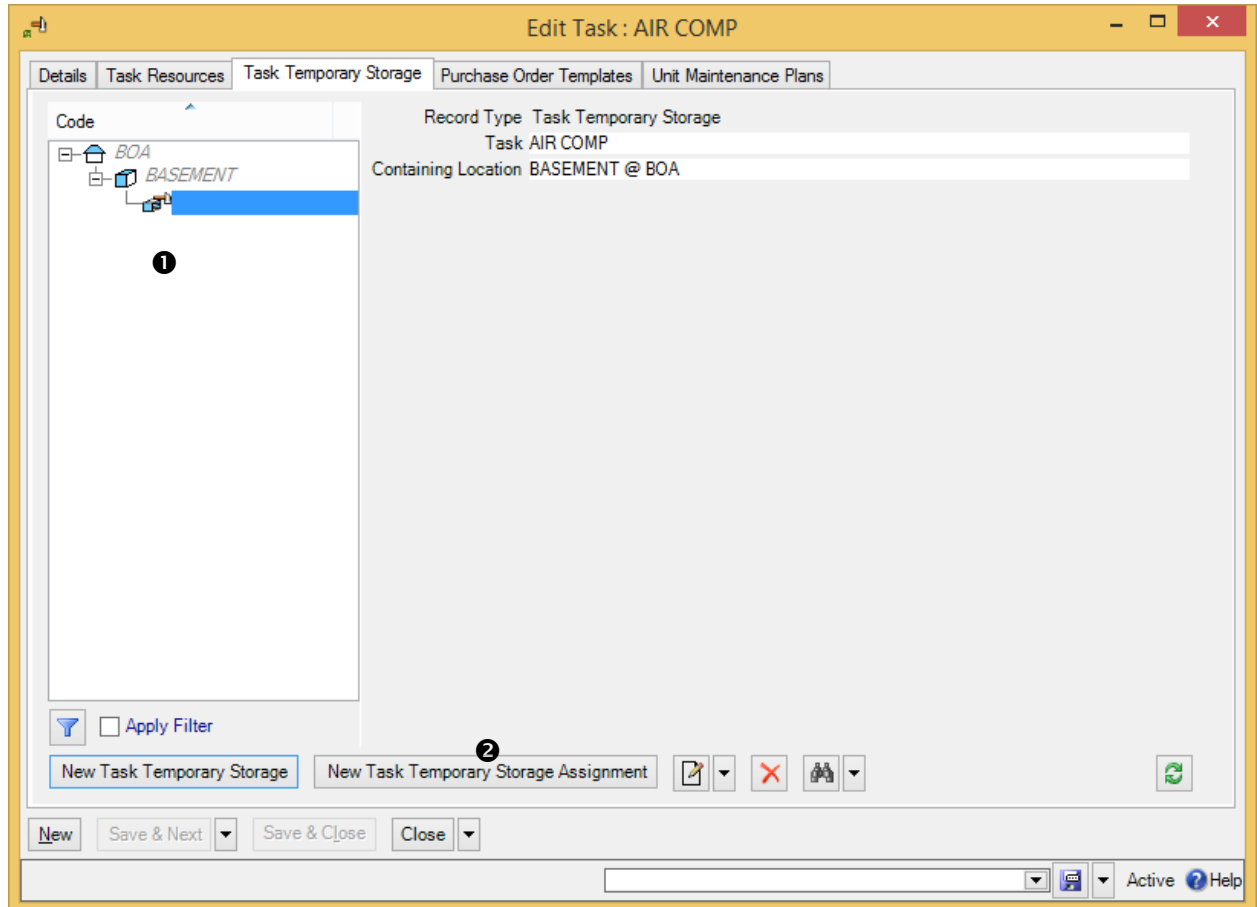 Edit Task : AIR COMP
Details Task Resources Task Temporary Storage Purchase Order Templates Unit Maintenance Plans
Code
BOA
BASEMENT
❶
Record Type Task Temporary Storage
Task AIR COMP
Containing Location BASEMENT @ BOA
Apply Filter
❷
New Task Temporary Storage New Task Temporary Storage Assignment
New Save & Next Save & Close Close
Active Help